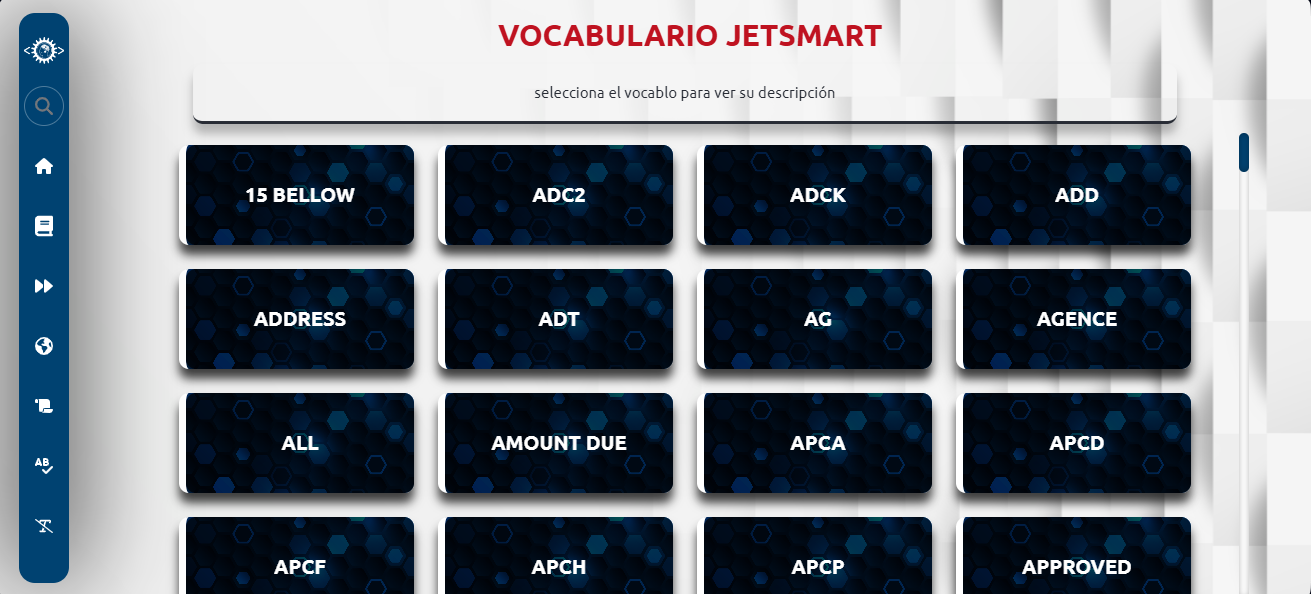 VOCABULARIO JETSMART
selecciona el vocablo para ver su descripción
15 BELLOW
ADC2
ADCK
ADD
ADDRESS
ADT
AG
AGENCE
ALL
AMOUNT DUE
APCA
APCD
APCF
APCH
APCP
APPROVED
AB